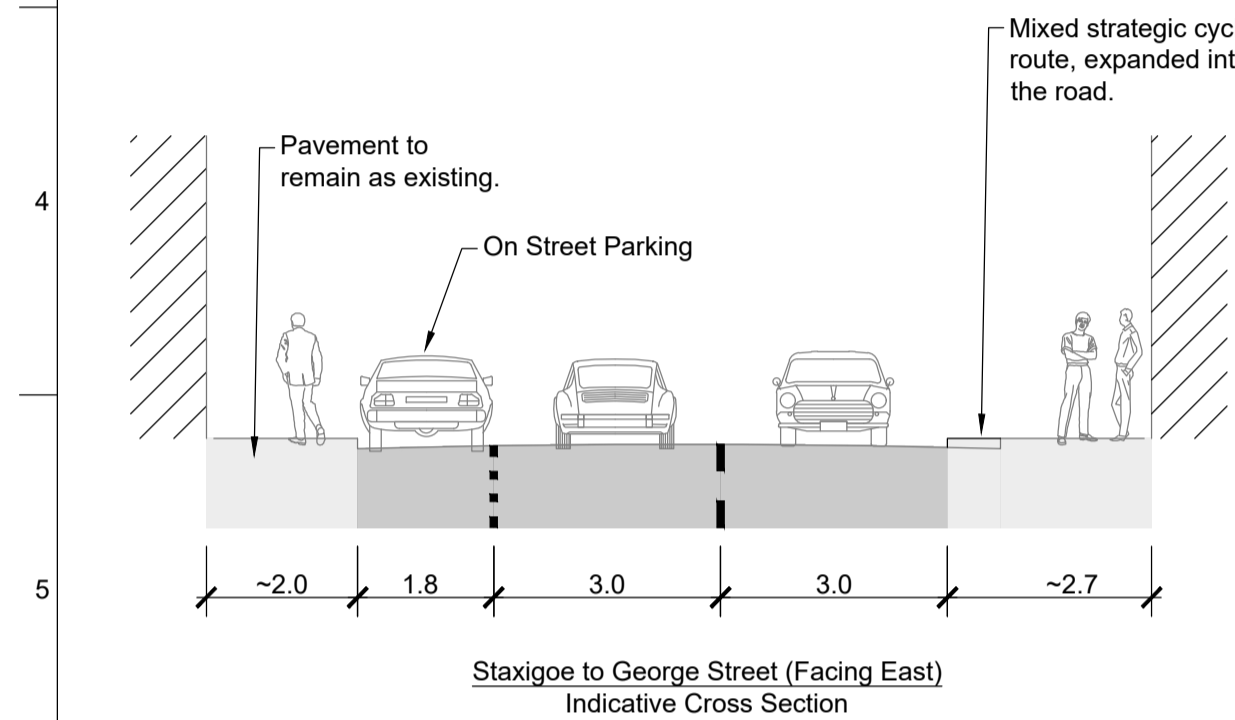 Mixed strategic cyc
route, expanded int
the road.
Pavement to
remain as existing.
4
On Street Parking
5
~2.0
1.8
3.0
3.0
~2.7
Staxigoe to George Street (Facing East)
Indicative Cross Section